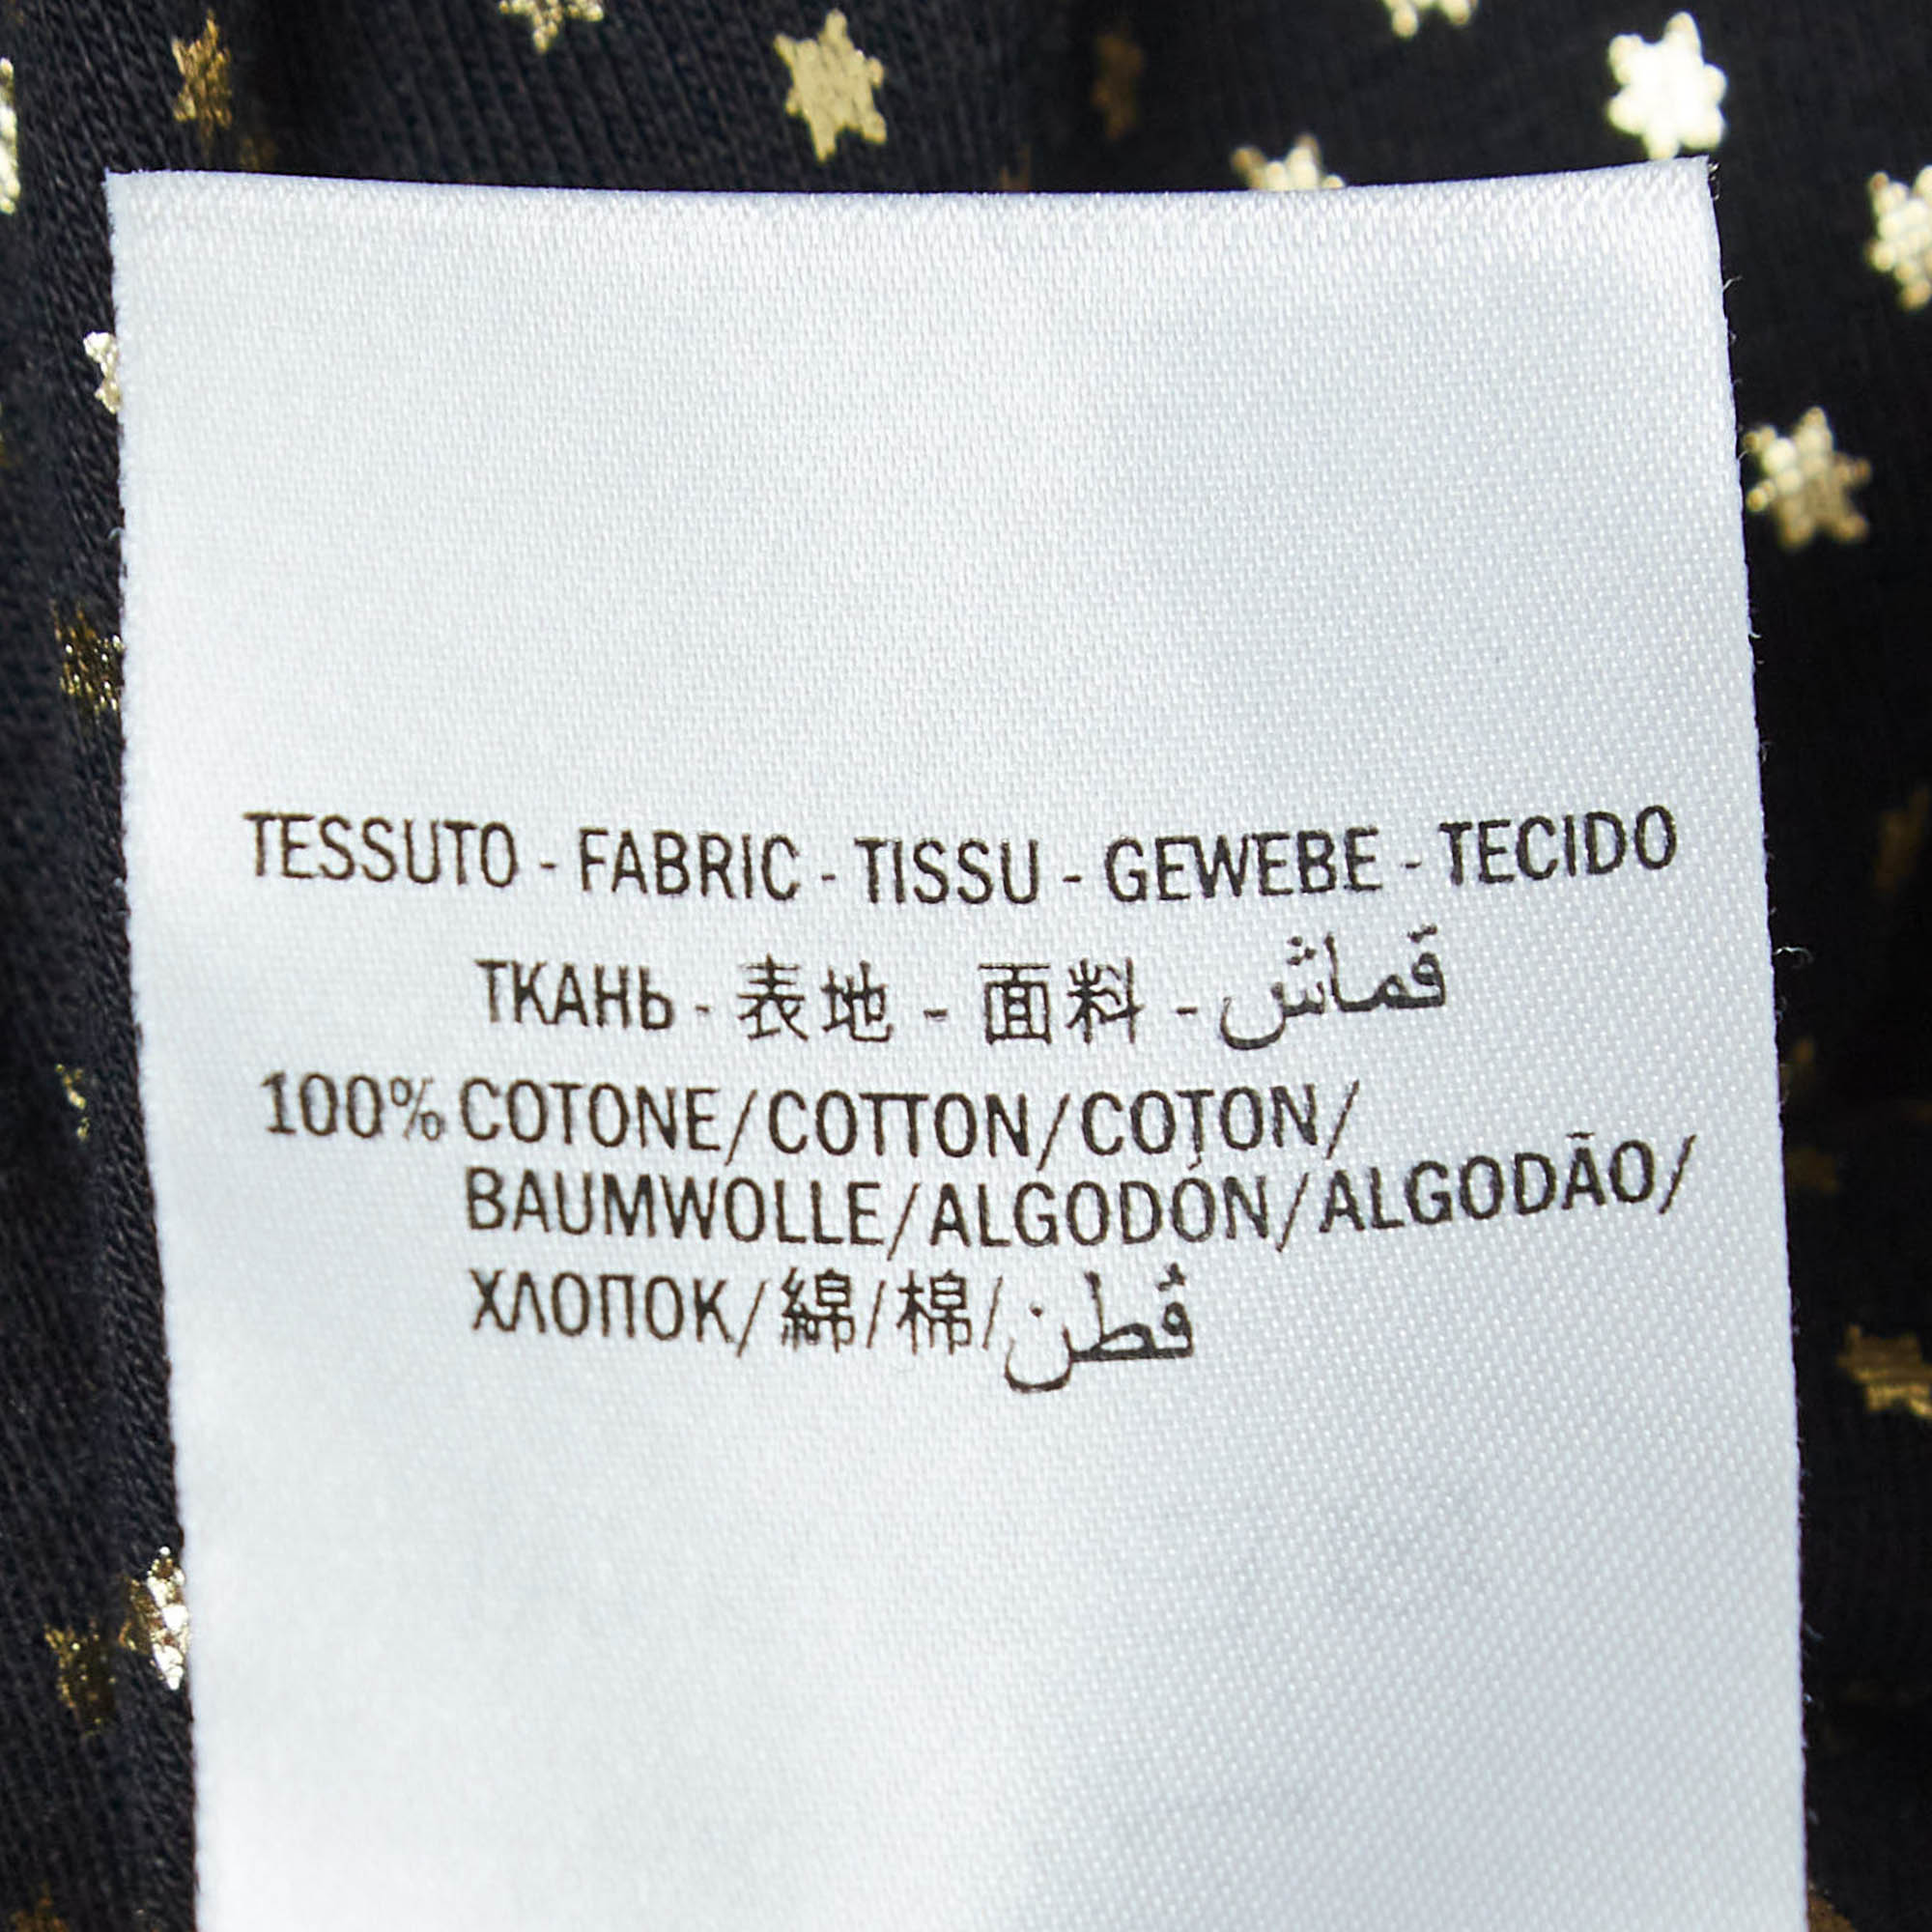 TESSUTO - FABRIC - TISSU - GEWEBE - TECIDO
ТКАНЬ - 表地 - 面料 - قماش
100% COTONE/COTTON/COTON/
BAUMWOLLE/ALGODÓN/ALGODÃO/
ХЛОПОК/綿/棉/قطن